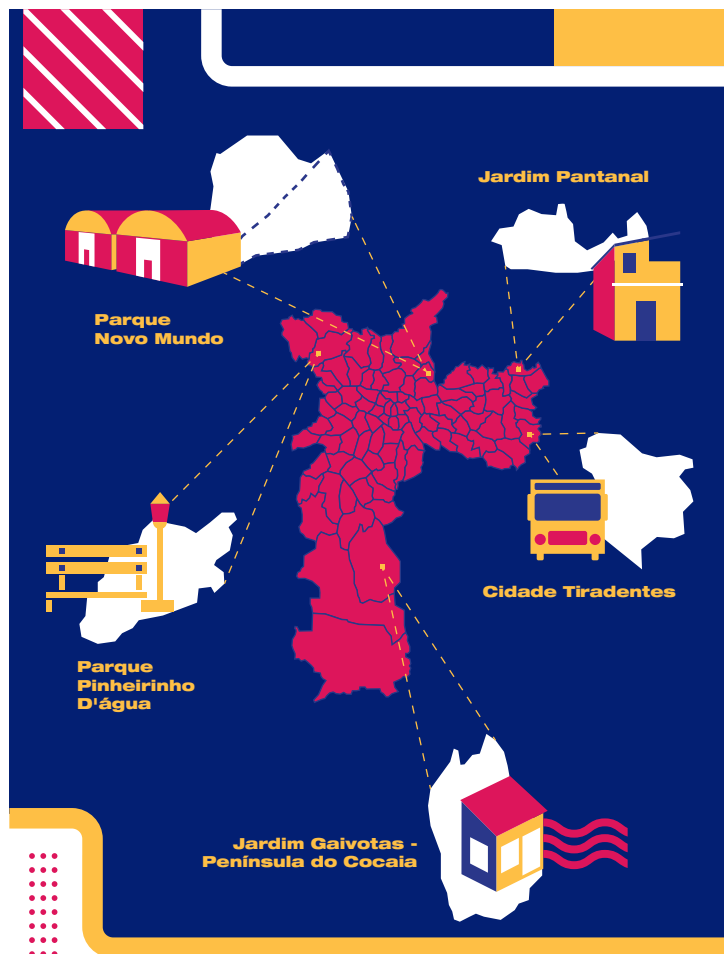 Jardim Pantanal
Parque
Novo Mundo
Cidade Tiradentes
Parque
Pinheirinho
D'água
Jardim Gaivotas -
Península do Cocaia